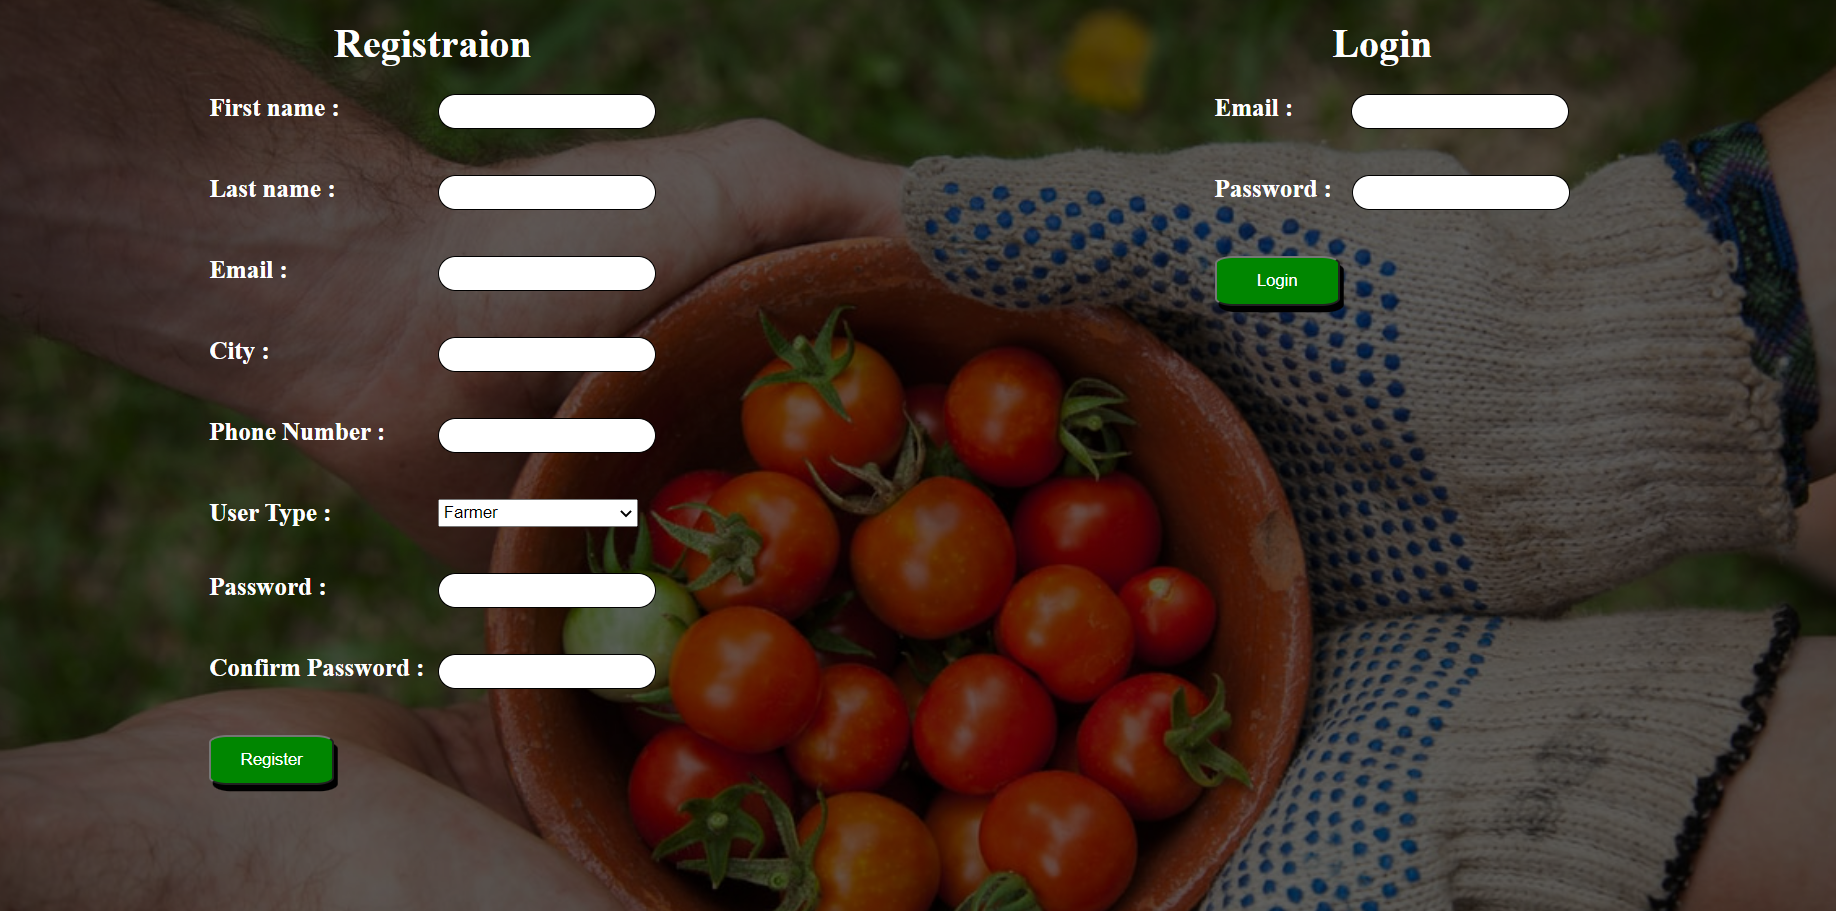 Registraion
First name :
Last name :
Email :
City :
Phone Number :
User Type :
Farmer
Password :
Confirm Password :
Register
Login
Email :
Password :
Login